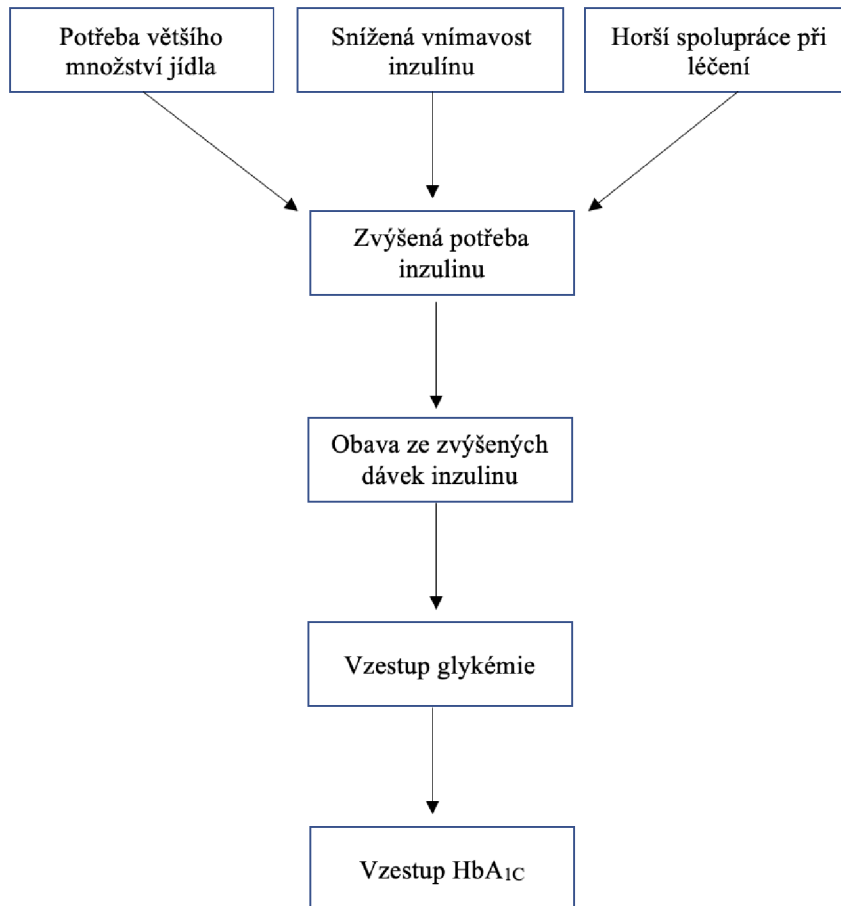 Potřeba většího
množství jídla
Snížená vnímavost
inzulínu
Horší spolupráce při
léčení
Zvýšená potřeba
inzulinu
Obava ze zvýšených
dávek inzulinu
Vzestup glykémie
Vzestup HbA1C